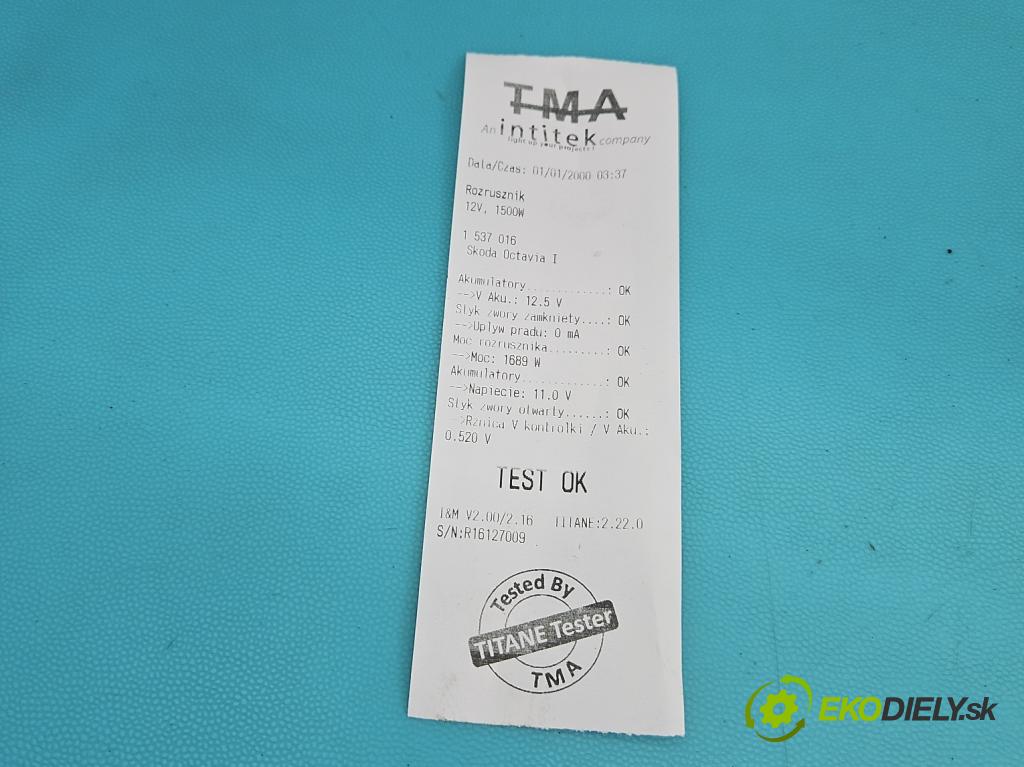 TMA
An intitek company
light up your projects!
Data/Czas: 01/01/2000 03:37
Rozrusznik
12V, 1500W
1 537 016
Skoda Octavia I
Akumulatory............: OK
-->V Aku.: 12.5 V
Styk zwory zamkniety....: OK
-->Uplyw pradu: 0 mA
Moc rozrusznika.........: OK
-->Moc: 1689 W
Akumulatory.............: OK
-->Napiecie: 11.0 V
Styk zwory otwarty......: OK
-->Rznica V kontrolki / V Aku.:
0.520 V
TEST OK
I&M V2.00/2.16 TITANE:2.22.0
S/N:R16127009
Tested By
TITANE Tester
TMA
EKODIELY.sk